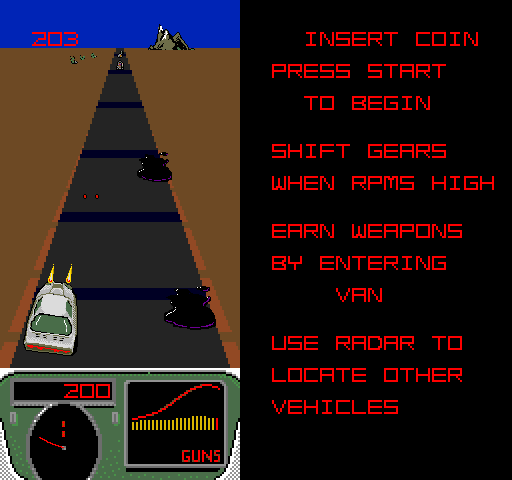 203
200
GUNS
INSERT COIN
PRESS START
TO BEGIN
SHIFT GEARS
WHEN RPMS HIGH
EARN WEAPONS
BY ENTERING
VAN
USE RADAR TO
LOCATE OTHER
VEHICLES